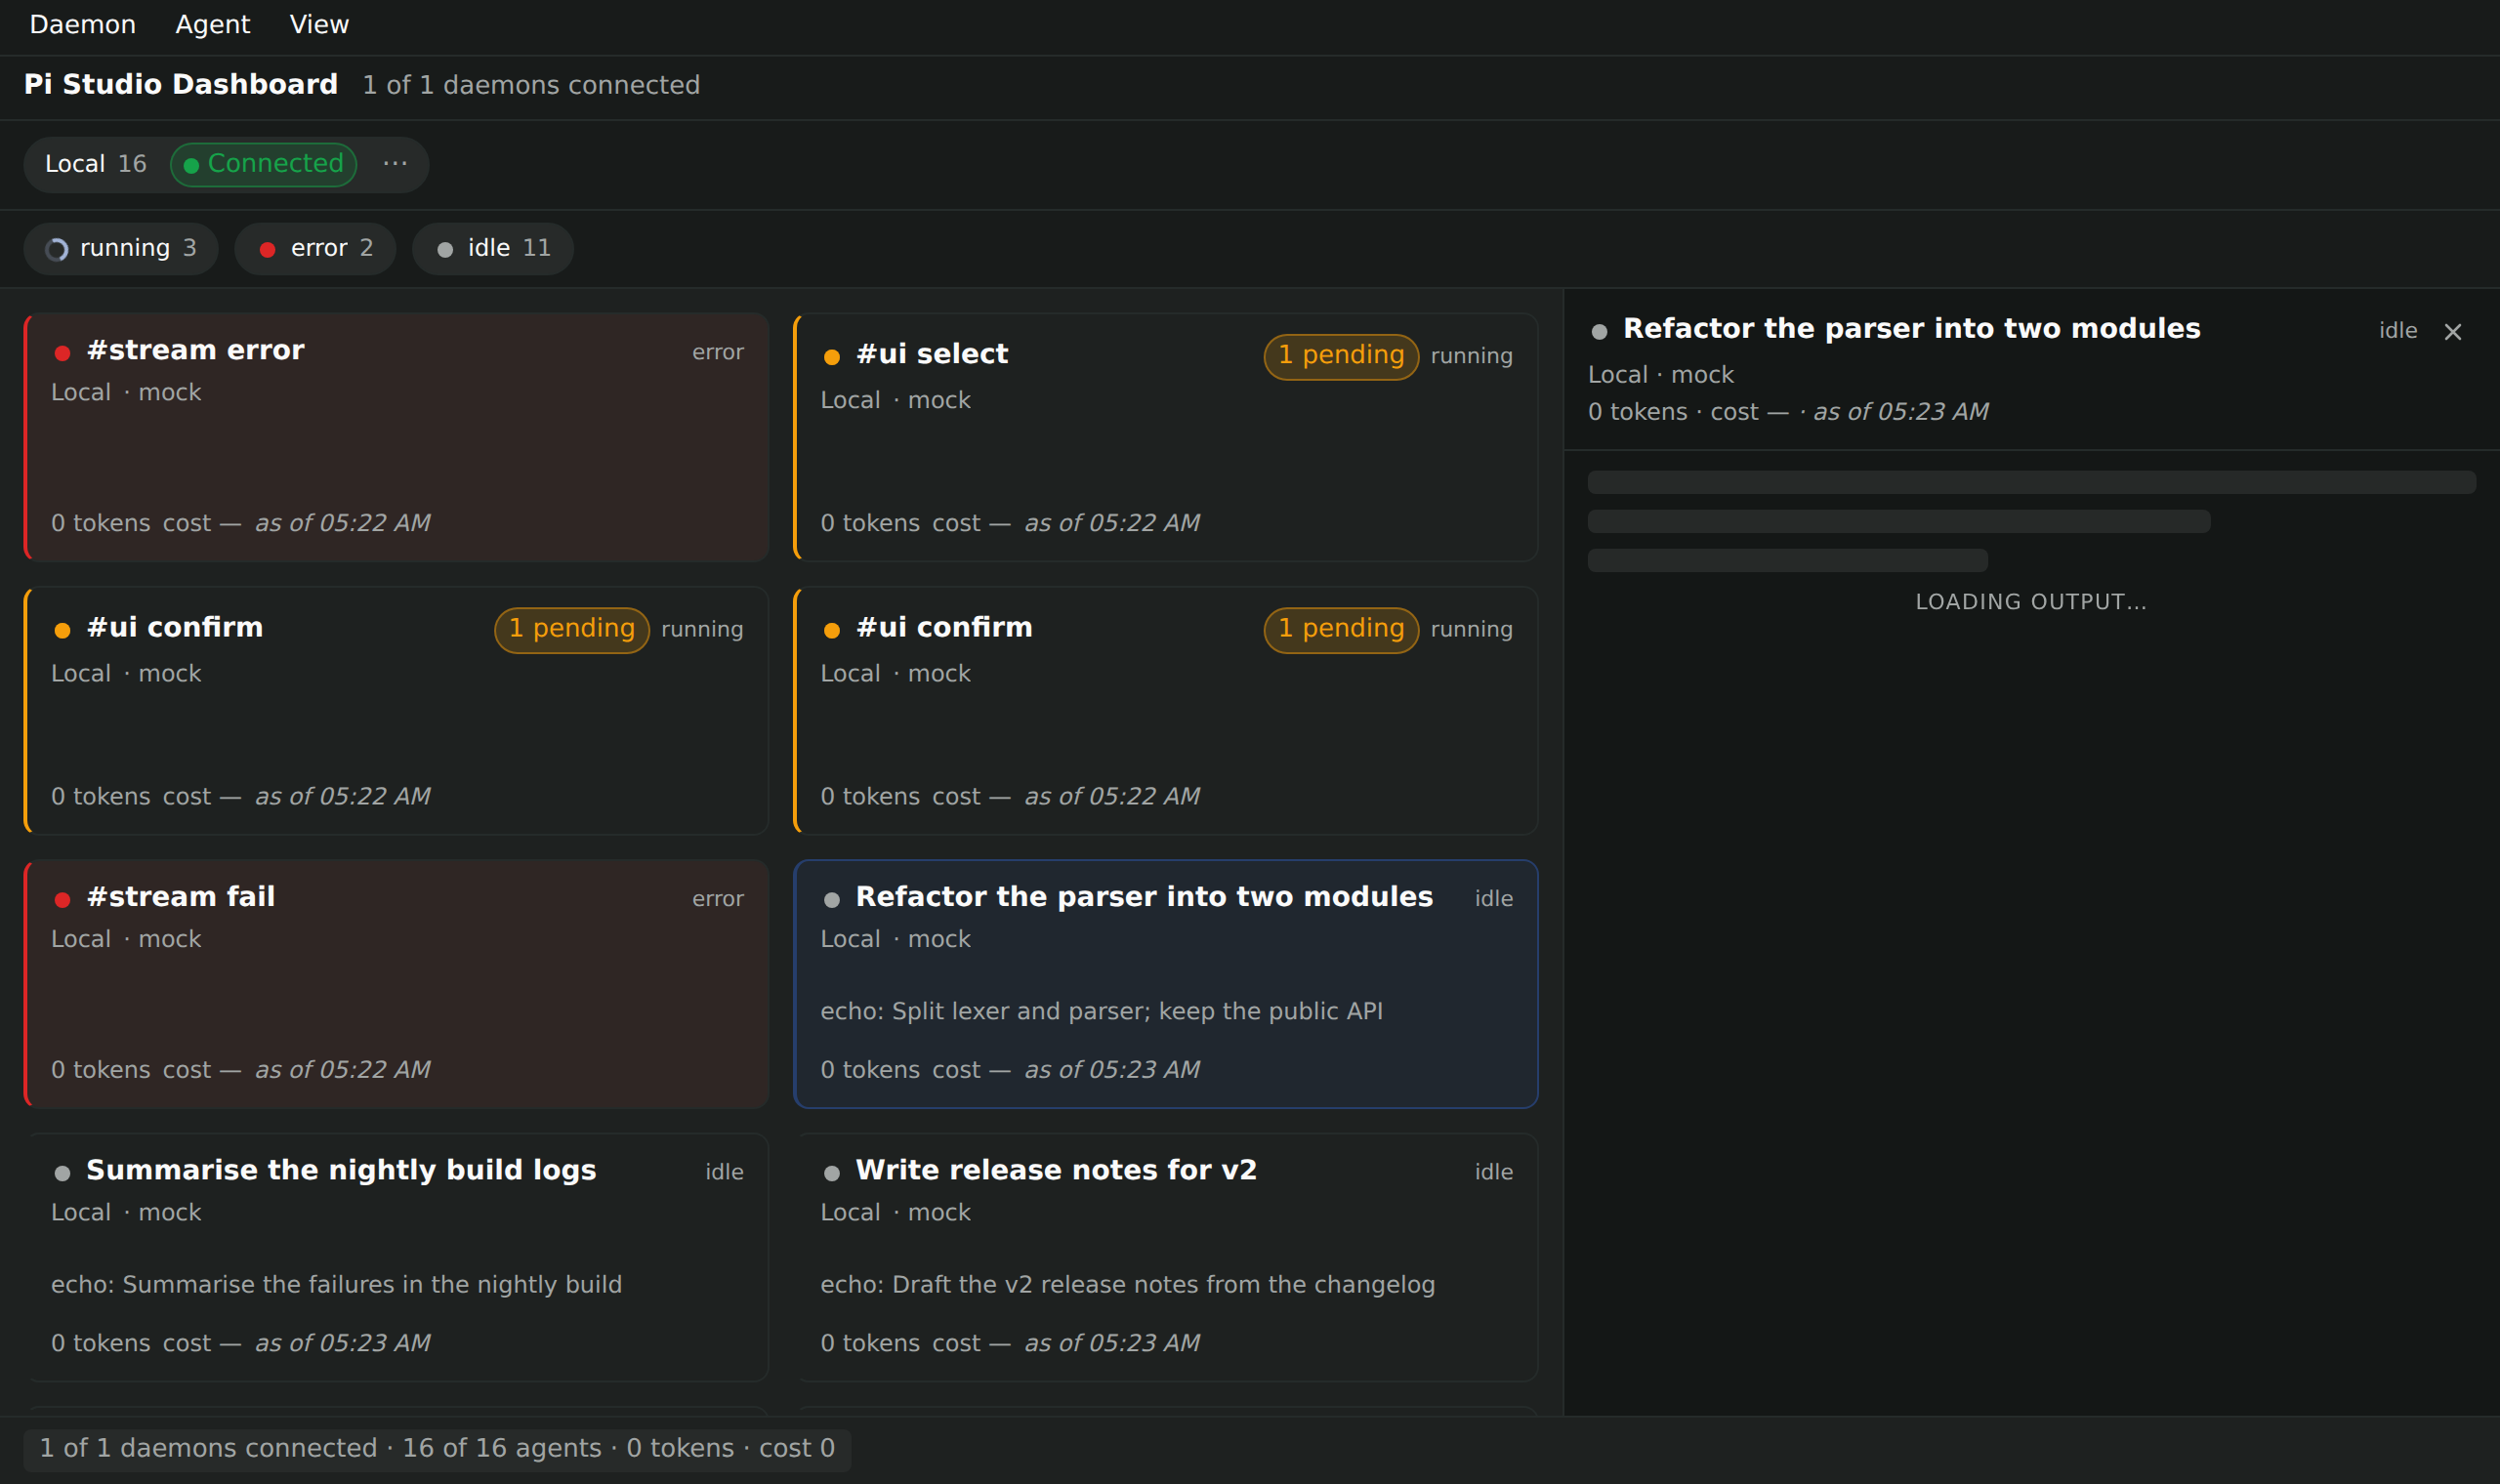 Daemon Agent View
Pi Studio Dashboard 1 of 1 daemons connected
Local 16 Connected ⋯
running 3 error 2 idle 11
#stream error error
Local · mock
0 tokens cost — as of 05:22 AM
#ui select 1 pending running
Local · mock
0 tokens cost — as of 05:22 AM
#ui confirm 1 pending running
Local · mock
0 tokens cost — as of 05:22 AM
#ui confirm 1 pending running
Local · mock
0 tokens cost — as of 05:22 AM
#stream fail error
Local · mock
0 tokens cost — as of 05:22 AM
Refactor the parser into two modules idle
Local · mock
echo: Split lexer and parser; keep the public API
0 tokens cost — as of 05:23 AM
Summarise the nightly build logs idle
Local · mock
echo: Summarise the failures in the nightly build
0 tokens cost — as of 05:23 AM
Write release notes for v2 idle
Local · mock
echo: Draft the v2 release notes from the changelog
0 tokens cost — as of 05:23 AM
Refactor the parser into two modules idle ×
Local · mock
0 tokens · cost — · as of 05:23 AM
LOADING OUTPUT…
1 of 1 daemons connected · 16 of 16 agents · 0 tokens · cost 0